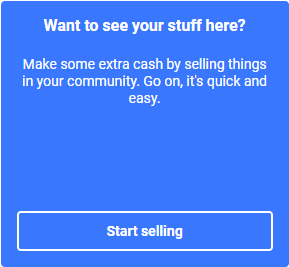 Want to see your stuff here?
Make some extra cash by selling things
in your community. Go on, it's quick and
easy.
Start selling